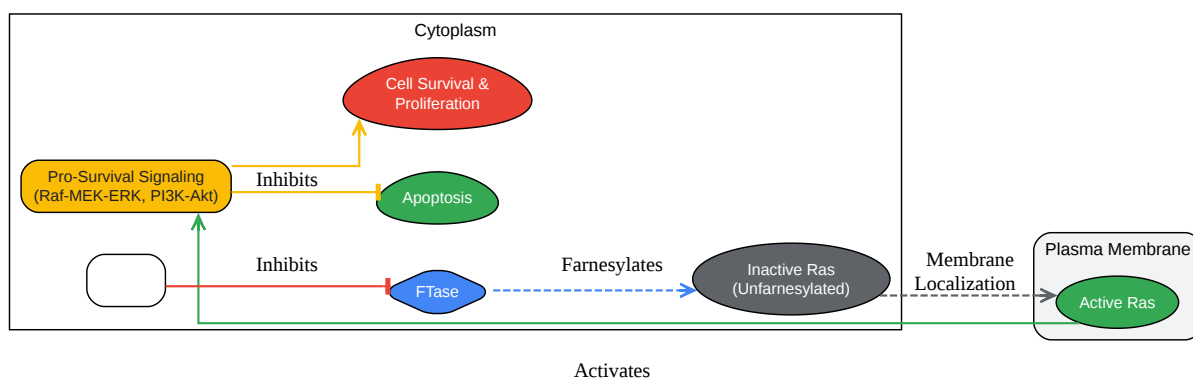 Cytoplasm
Cell Survival &
Proliferation
Pro-Survival Signaling
(Raf-MEK-ERK, PI3K-Akt)
Inhibits
Apoptosis
Inhibits
FTase
Farnesylates
Inactive Ras
(Unfarnesylated)
Membrane
Localization
Plasma Membrane
Active Ras
Activates